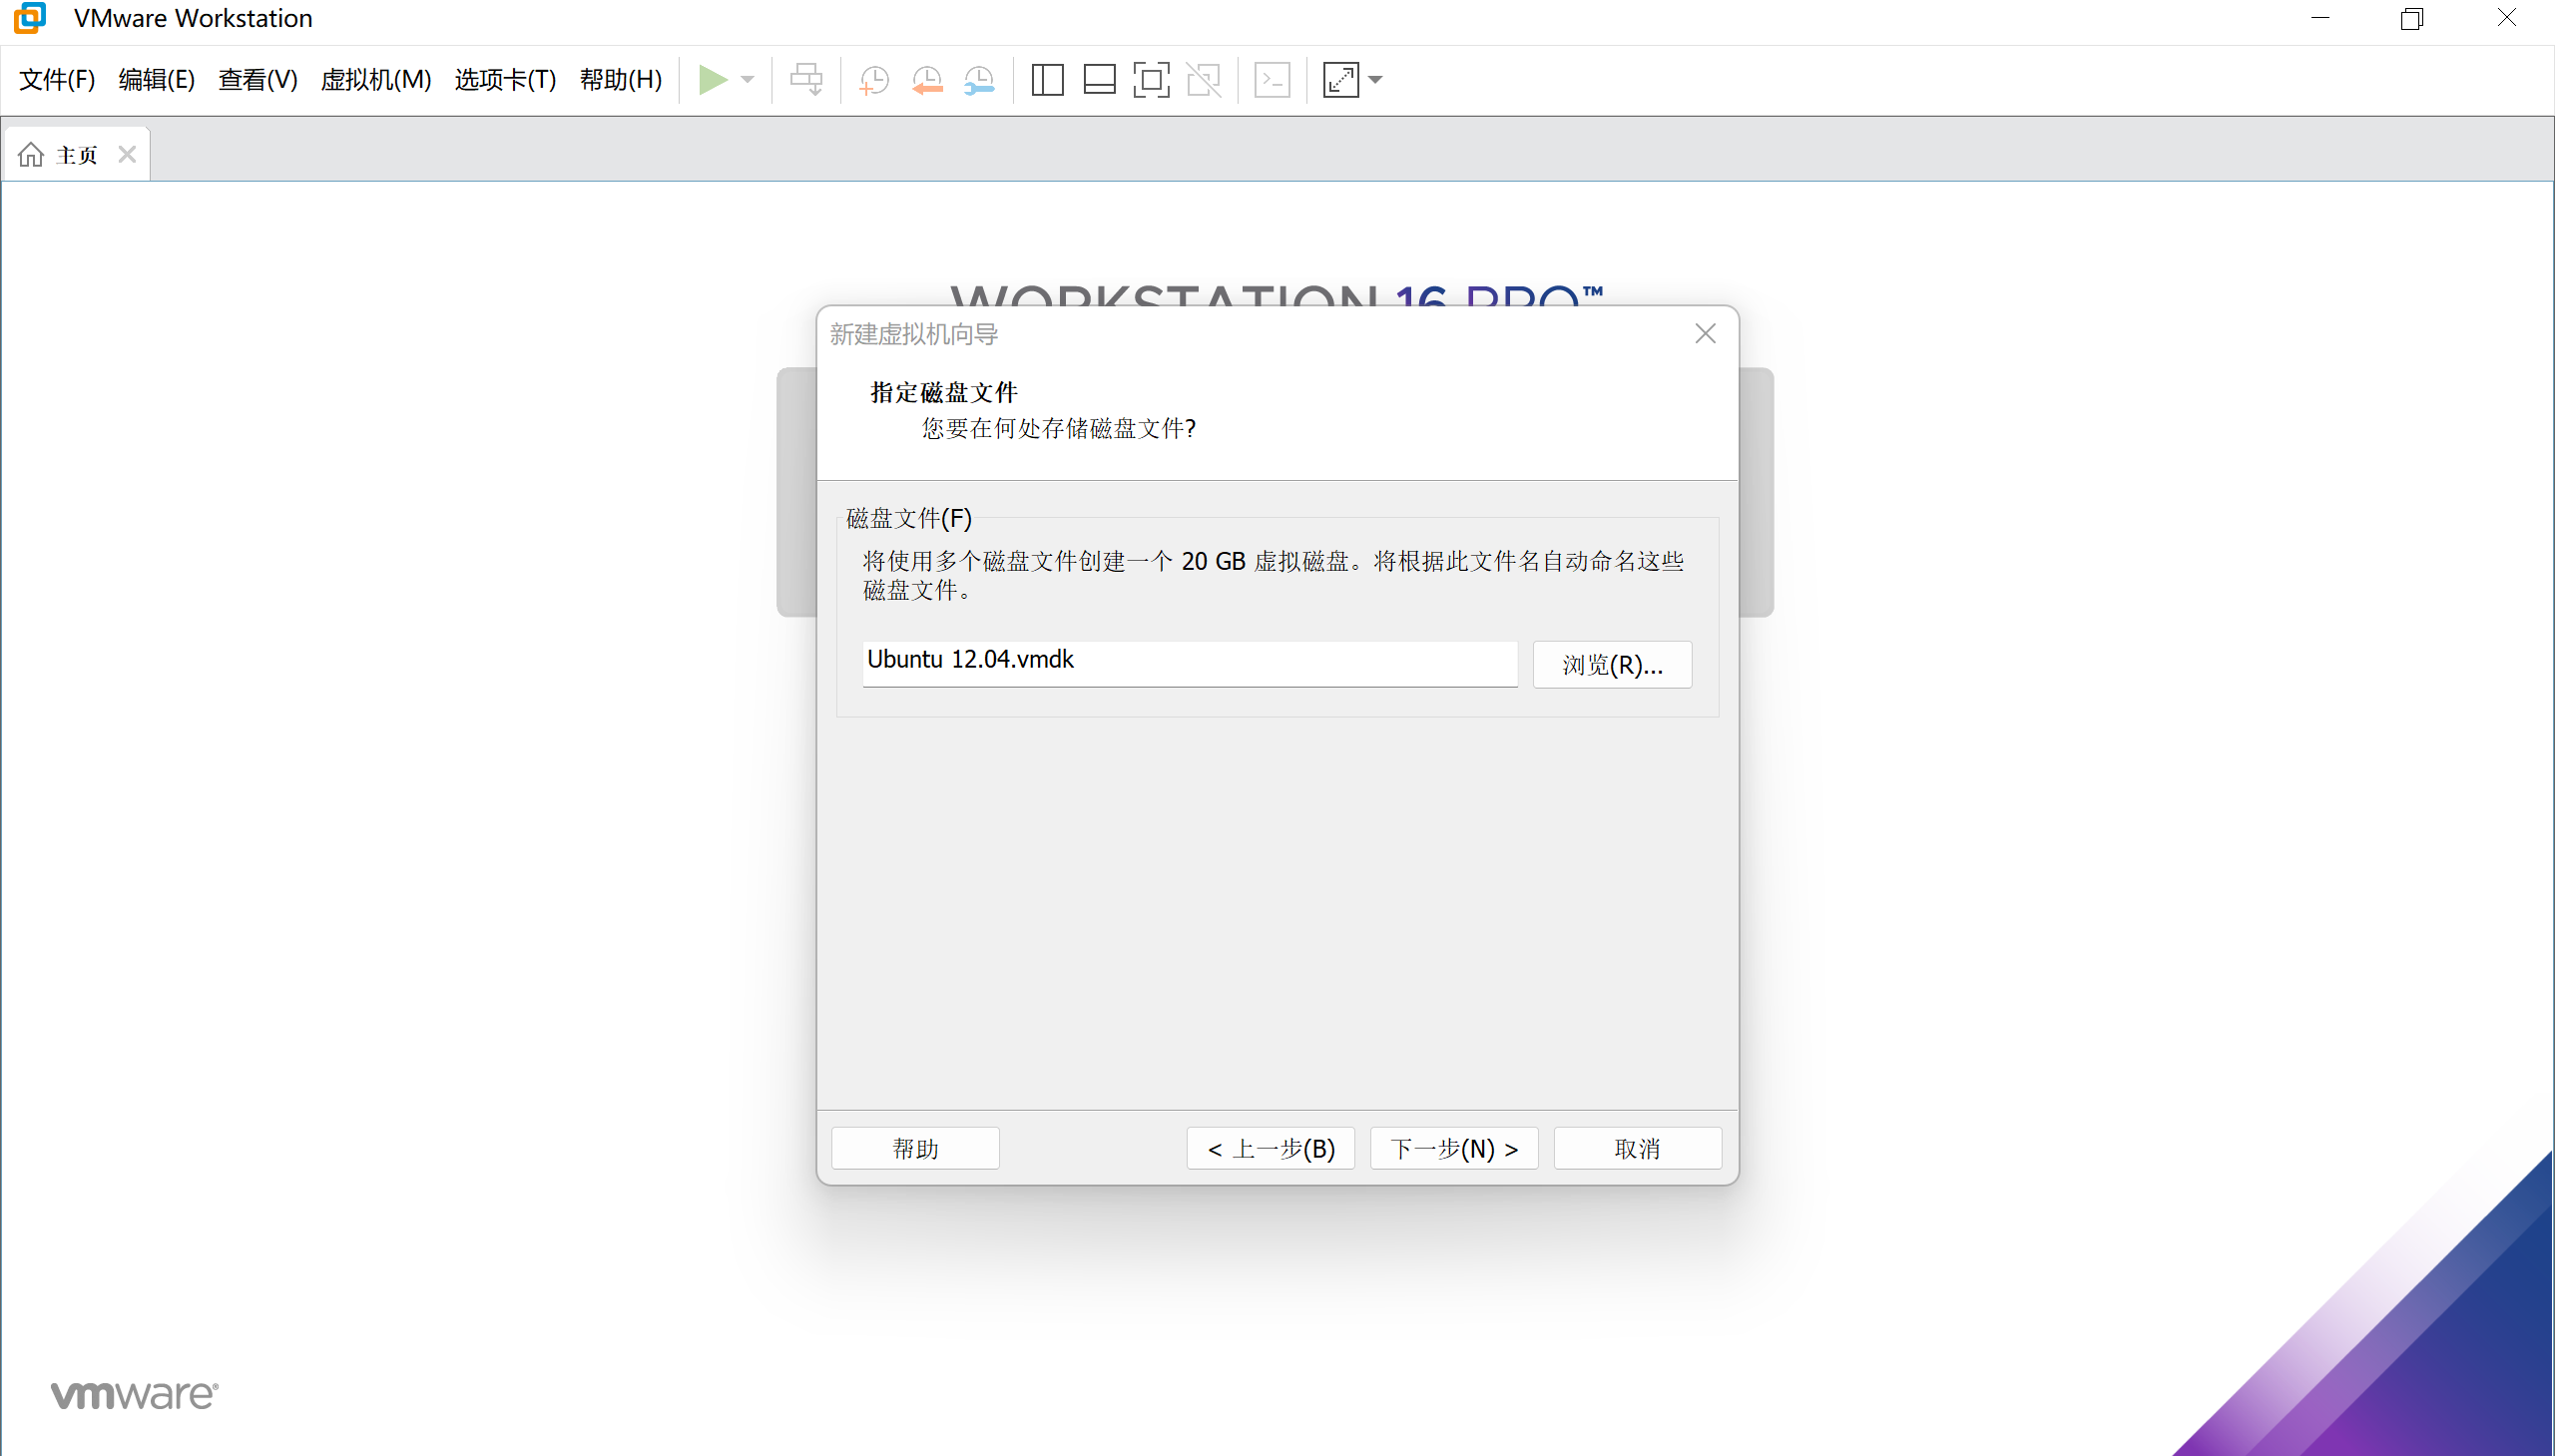 VMware Workstation
文件(F) 编辑(E) 查看(V) 虚拟机(M) 选项卡(T) 帮助(H)
主页
WORKSTATION 16 PRO™
新建虚拟机向导
指定磁盘文件
您要在何处存储磁盘文件?
磁盘文件(F)
将使用多个磁盘文件创建一个 20 GB 虚拟磁盘。将根据此文件名自动命名这些
磁盘文件。
Ubuntu 12.04.vmdk
浏览(R)...
帮助
< 上一步(B)
下一步(N) >
取消
vmware®